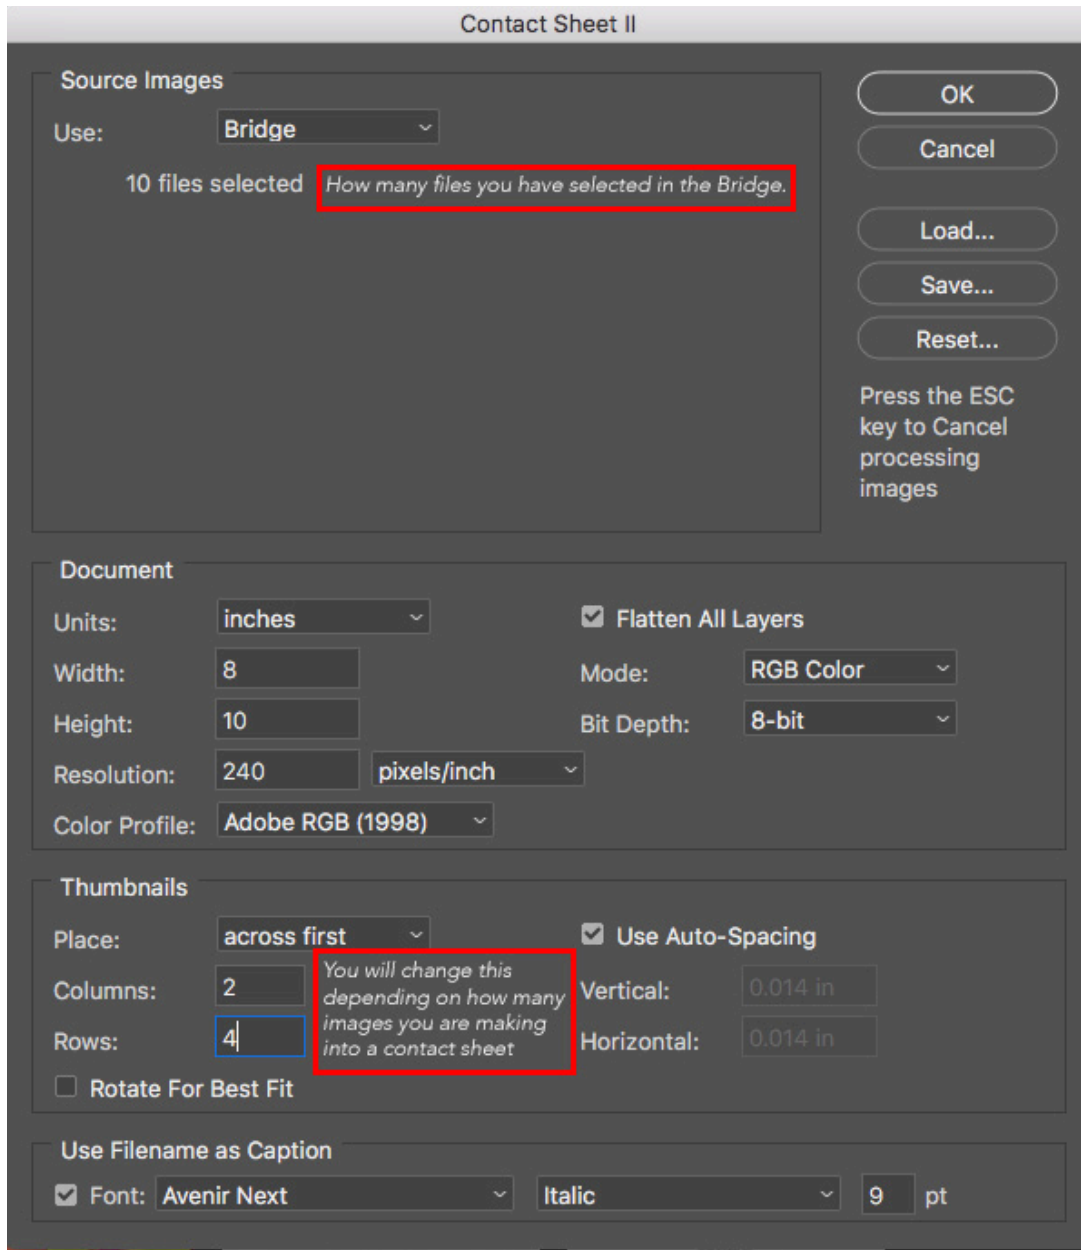 Contact Sheet II
Source Images
Use: Bridge
10 files selected How many files you have selected in the Bridge.
OK
Cancel
Load...
Save...
Reset...
Press the ESC
key to Cancel
processing
images
Document
Units: inches
Width: 8
Height: 10
Resolution: 240 pixels/inch
Color Profile: Adobe RGB (1998)
Flatten All Layers
Mode: RGB Color
Bit Depth: 8-bit
Thumbnails
Place: across first
Columns: 2
Rows: 4
You will change this
depending on how many
images you are making
into a contact sheet
Rotate For Best Fit
Use Auto-Spacing
Vertical: 0.014 in
Horizontal: 0.014 in
Use Filename as Caption
Font: Avenir Next Italic 9 pt